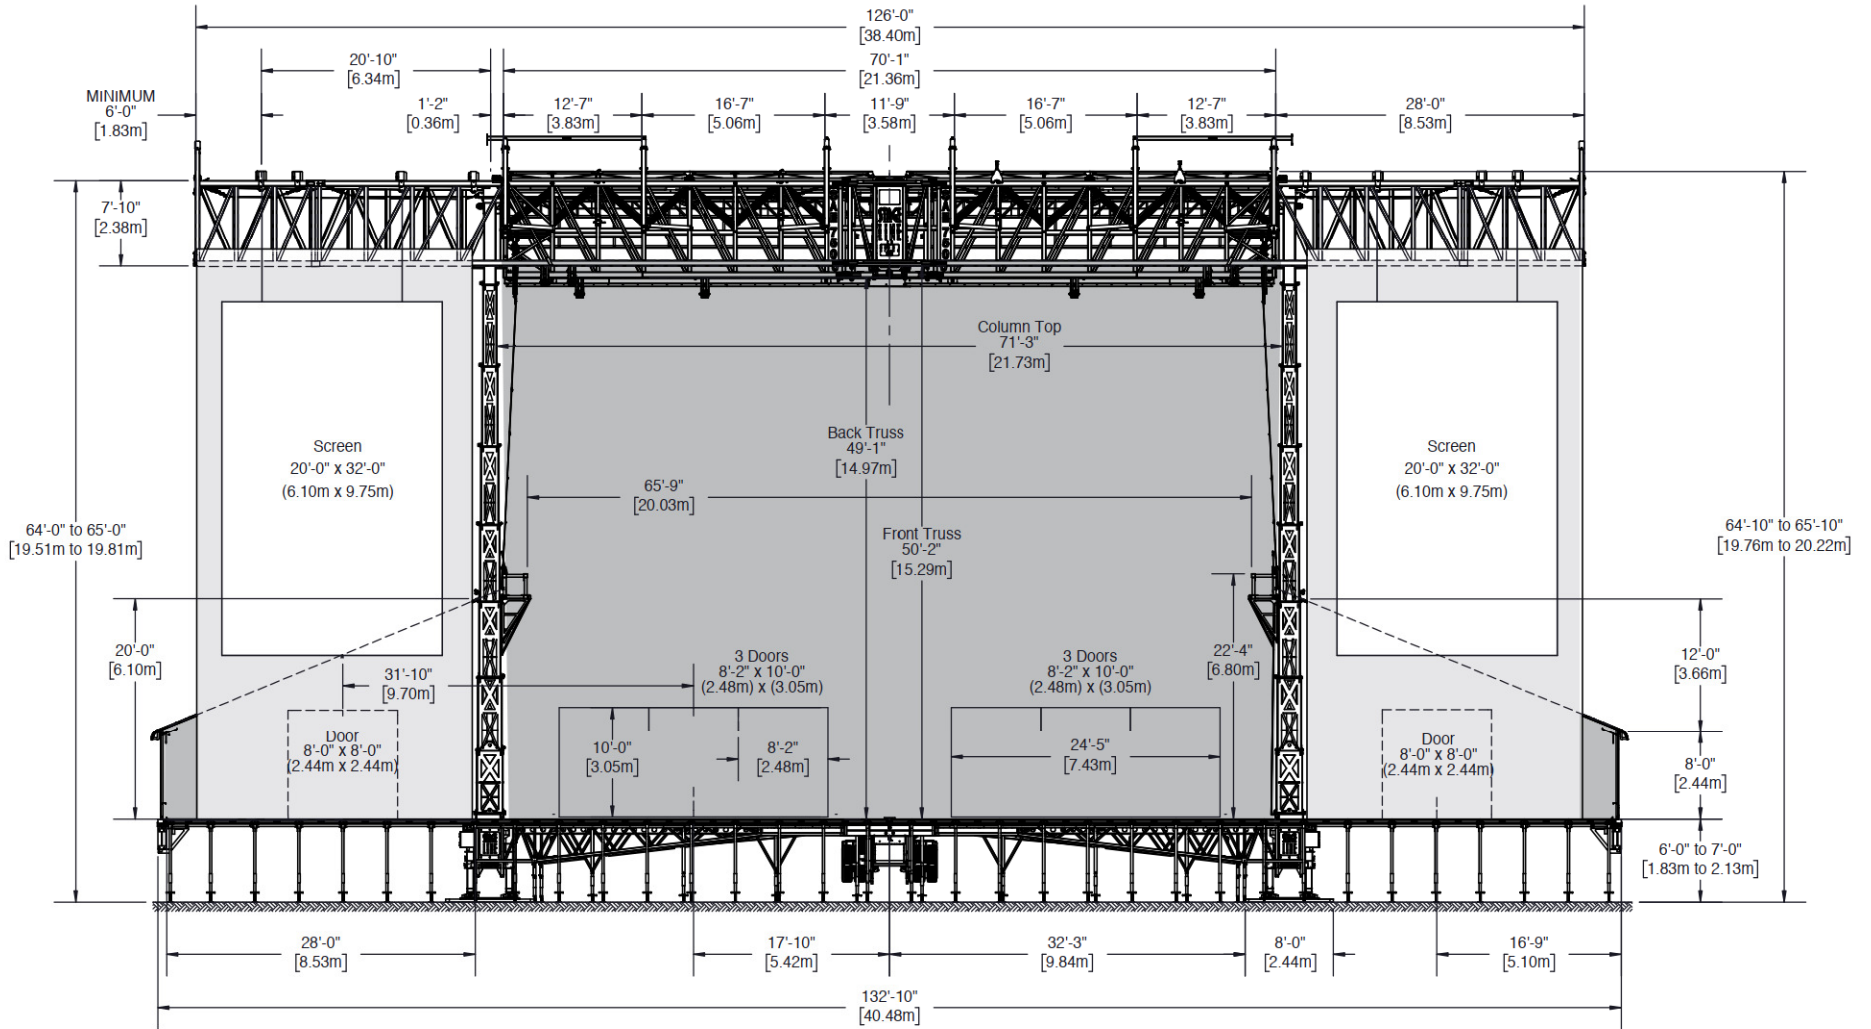 126'-0"
[38.40m]
20'-10"
[6.34m]
70'-1"
[21.36m]
MINIMUM
6'-0"
[1.83m]
1'-2"
[0.36m]
12'-7"
[3.83m]
16'-7"
[5.06m]
11'-9"
[3.58m]
16'-7"
[5.06m]
12'-7"
[3.83m]
28'-0"
[8.53m]
7'-10"
[2.38m]
Column Top
71'-3"
[21.73m]
Screen
20'-0" x 32'-0"
(6.10m x 9.75m)
Back Truss
49'-1"
[14.97m]
Screen
20'-0" x 32'-0"
(6.10m x 9.75m)
65'-9"
[20.03m]
64'-0" to 65'-0"
[19.51m to 19.81m]
Front Truss
50'-2"
[15.29m]
64'-10" to 65'-10"
[19.76m to 20.22m]
20'-0"
[6.10m]
31'-10"
[9.70m]
3 Doors
8'-2" x 10'-0"
(2.48m) x (3.05m)
3 Doors
8'-2" x 10'-0"
(2.48m) x (3.05m)
22'-4"
[6.80m]
12'-0"
[3.66m]
Door
8'-0" x 8'-0"
(2.44m x 2.44m)
10'-0"
[3.05m]
8'-2"
[2.48m]
24'-5"
[7.43m]
Door
8'-0" x 8'-0"
(2.44m x 2.44m)
8'-0"
[2.44m]
6'-0" to 7'-0"
[1.83m to 2.13m]
28'-0"
[8.53m]
17'-10"
[5.42m]
32'-3"
[9.84m]
8'-0"
[2.44m]
16'-9"
[5.10m]
132'-10"
[40.48m]